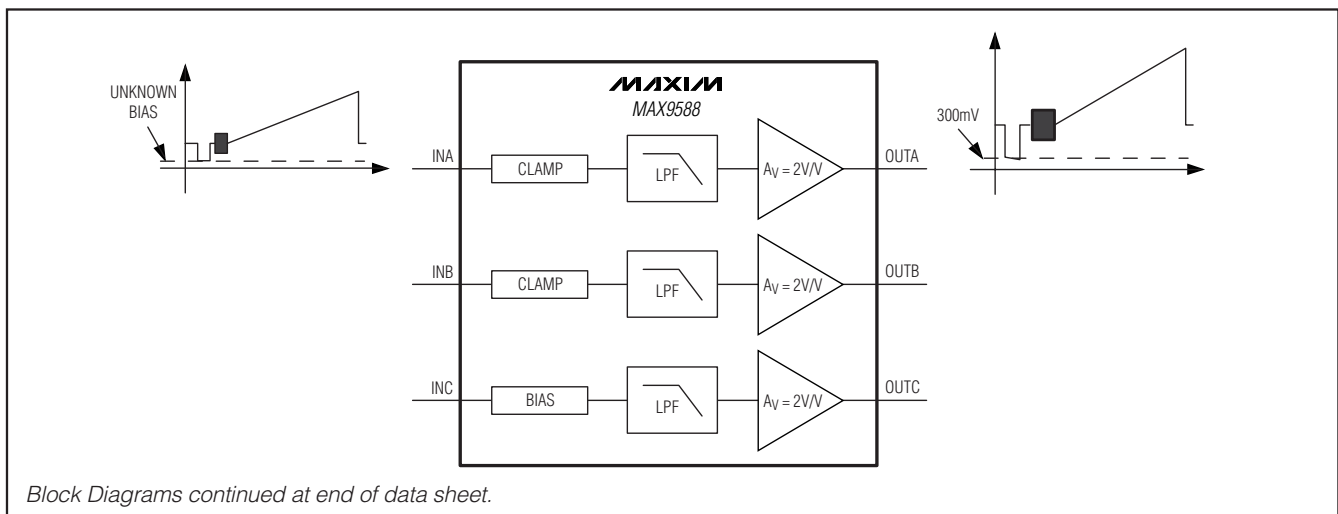 UNKNOWN
BIAS
MAXIM
MAX9588
300mV
INA
CLAMP
LPF
AV = 2V/V
OUTA
INB
CLAMP
LPF
AV = 2V/V
OUTB
INC
BIAS
LPF
AV = 2V/V
OUTC
Block Diagrams continued at end of data sheet.